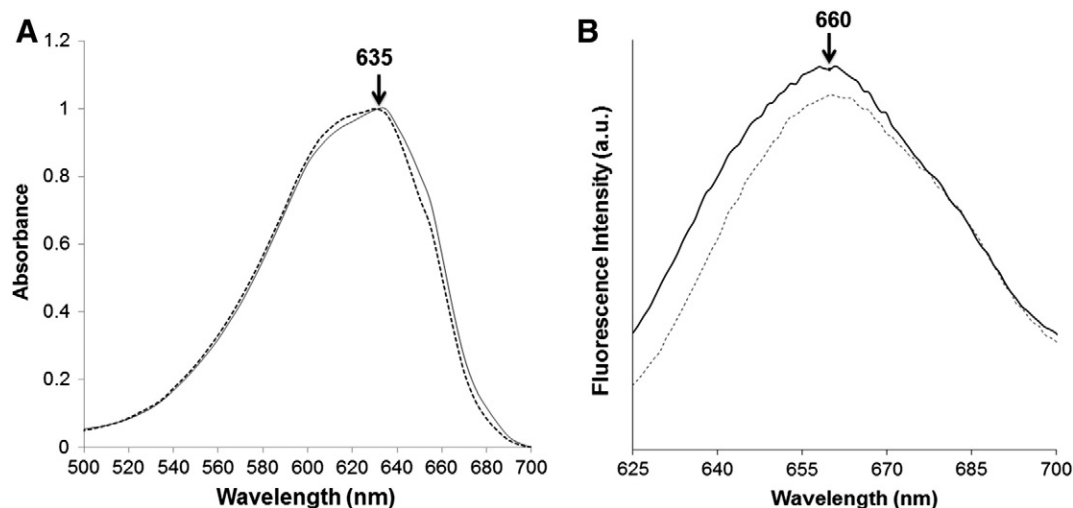 A
635
1.2
1
0.8
0.6
0.4
0.2
0
Absorbance
500 520 540 560 580 600 620 640 660 680 700
Wavelength (nm)
B
660
Fluorescence Intensity (a.u.)
625 640 655 670 685 700
Wavelength (nm)